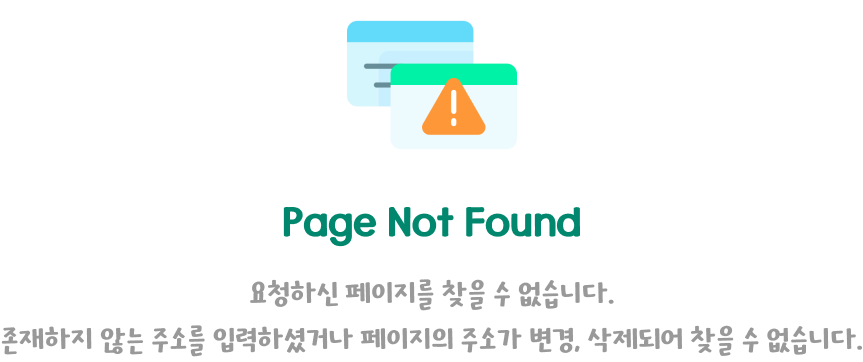 Page Not Found
요청하신 페이지를 찾을 수 없습니다.
존재하지 않는 주소를 입력하셨거나 페이지의 주소가 변경, 삭제되어 찾을 수 없습니다.